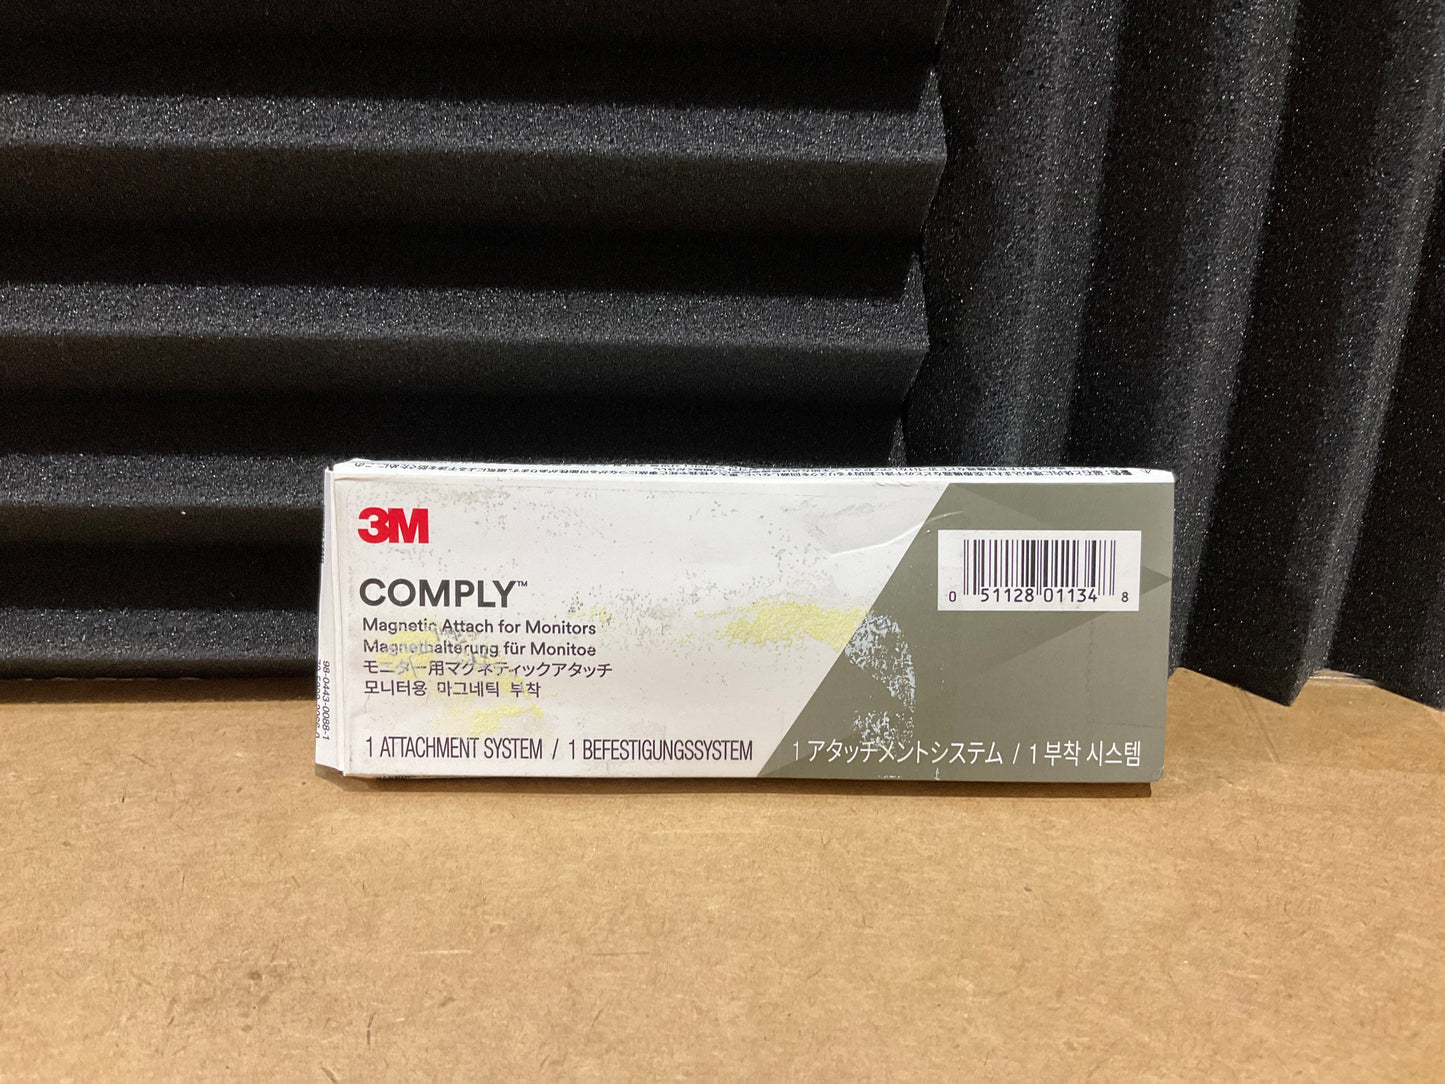 3M
COMPLY™
Magnetic Attach for Monitors
Magnethalterung für Monitoe
モニター用マグネティックアタッチ
모니터용 마그네틱 부착
1 ATTACHMENT SYSTEM / 1 BEFESTIGUNGSSYSTEM
1 アタッチメントシステム / 1 부착 시스템
0 51128 01134 8
98-0443-0088-1